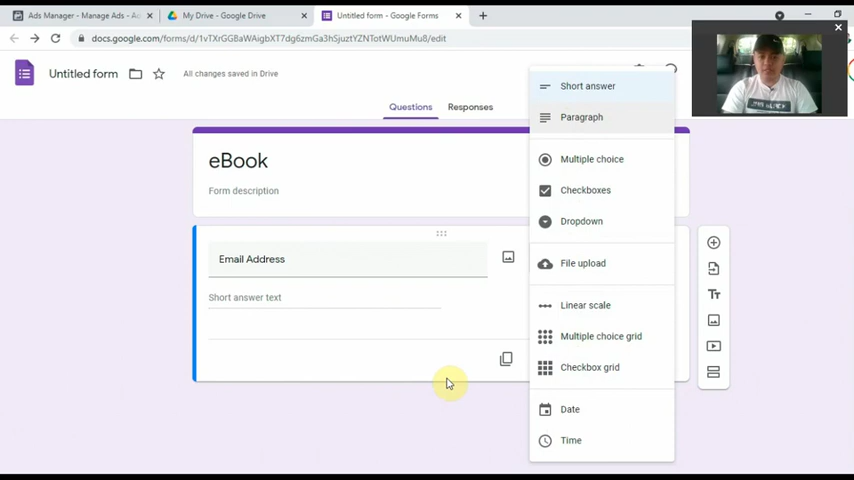 Ads Manager - Manage Ads - Ad
My Drive - Google Drive
Untitled form - Google Forms
docs.google.com/forms/d/1vTXrGGBaWAigbXT7dg6zmGa3hSjuztYZNTotWUmuMu8/edit
Untitled form
All changes saved in Drive
Questions
Responses
eBook
Form description
Email Address
Short answer text
Short answer
Paragraph
Multiple choice
Checkboxes
Dropdown
File upload
Linear scale
Multiple choice grid
Checkbox grid
Date
Time
Tт